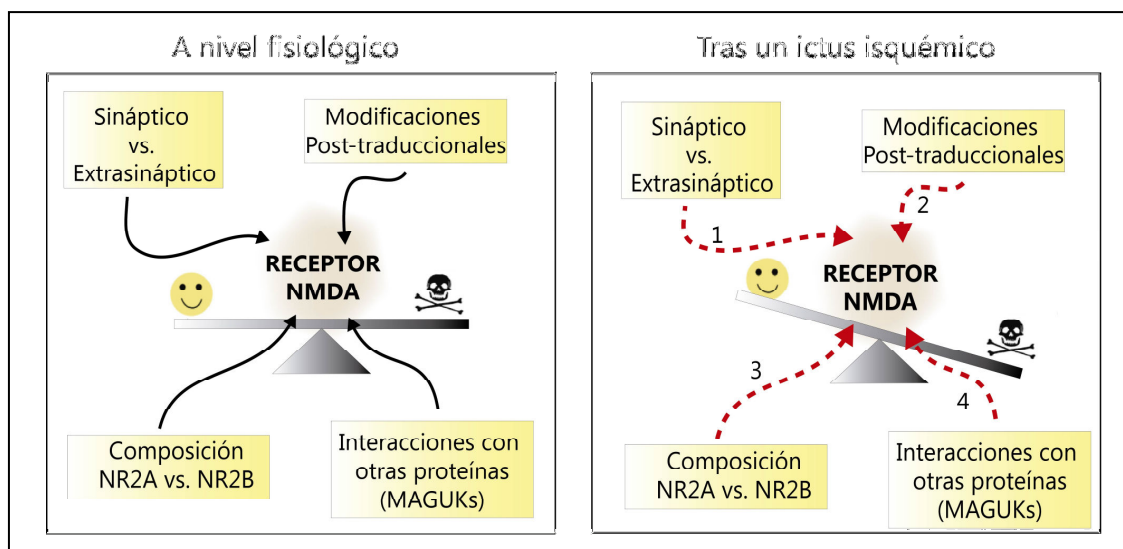 A nivel fisiológico
Sináptico
vs.
Extrasináptico
Modificaciones
Post-traduccionales
RECEPTOR
NMDA
Composición
NR2A vs. NR2B
Interacciones con
otras proteínas
(MAGUKs)
Tras un ictus isquémico
Sináptico
vs.
Extrasináptico
Modificaciones
Post-traduccionales
1
2
RECEPTOR
NMDA
3
4
Composición
NR2A vs. NR2B
Interacciones con
otras proteínas
(MAGUKs)